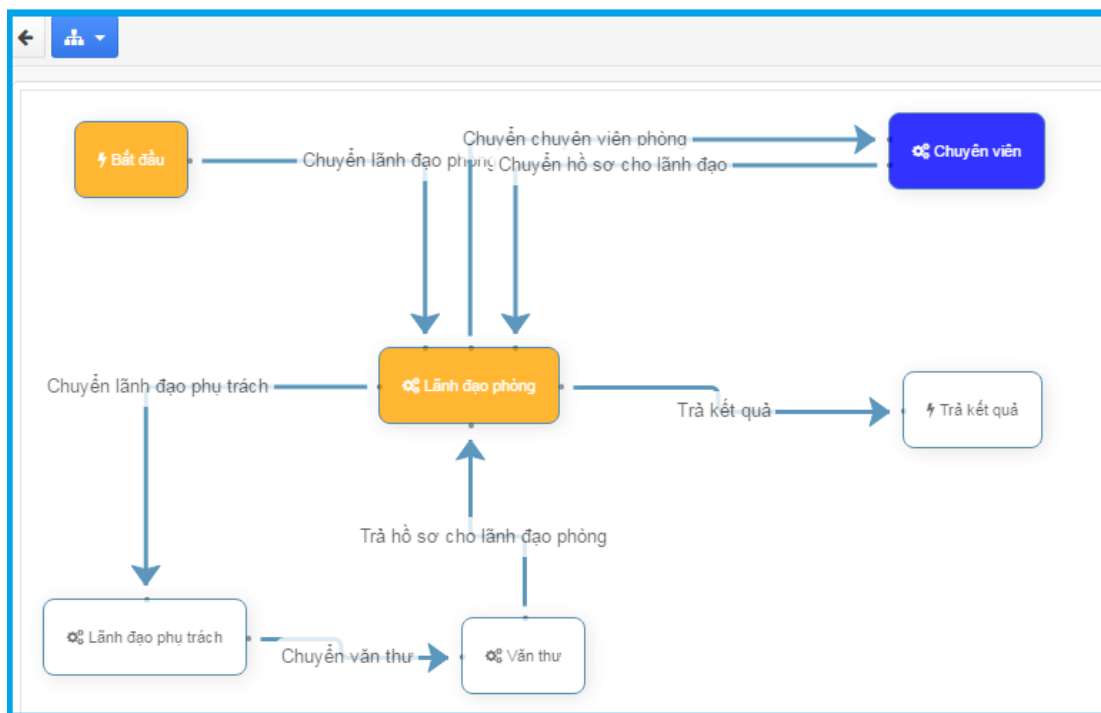 Bắt đầu
Chuyển lãnh đạo phòng
Chuyển chuyên viên phòng
Chuyển hồ sơ cho lãnh đạo
Chuyên viên
Chuyển lãnh đạo phụ trách
Lãnh đạo phòng
Trả kết quả
Trả kết quả
Trả hồ sơ cho lãnh đạo phòng
Lãnh đạo phụ trách
Chuyển văn thư
Văn thư